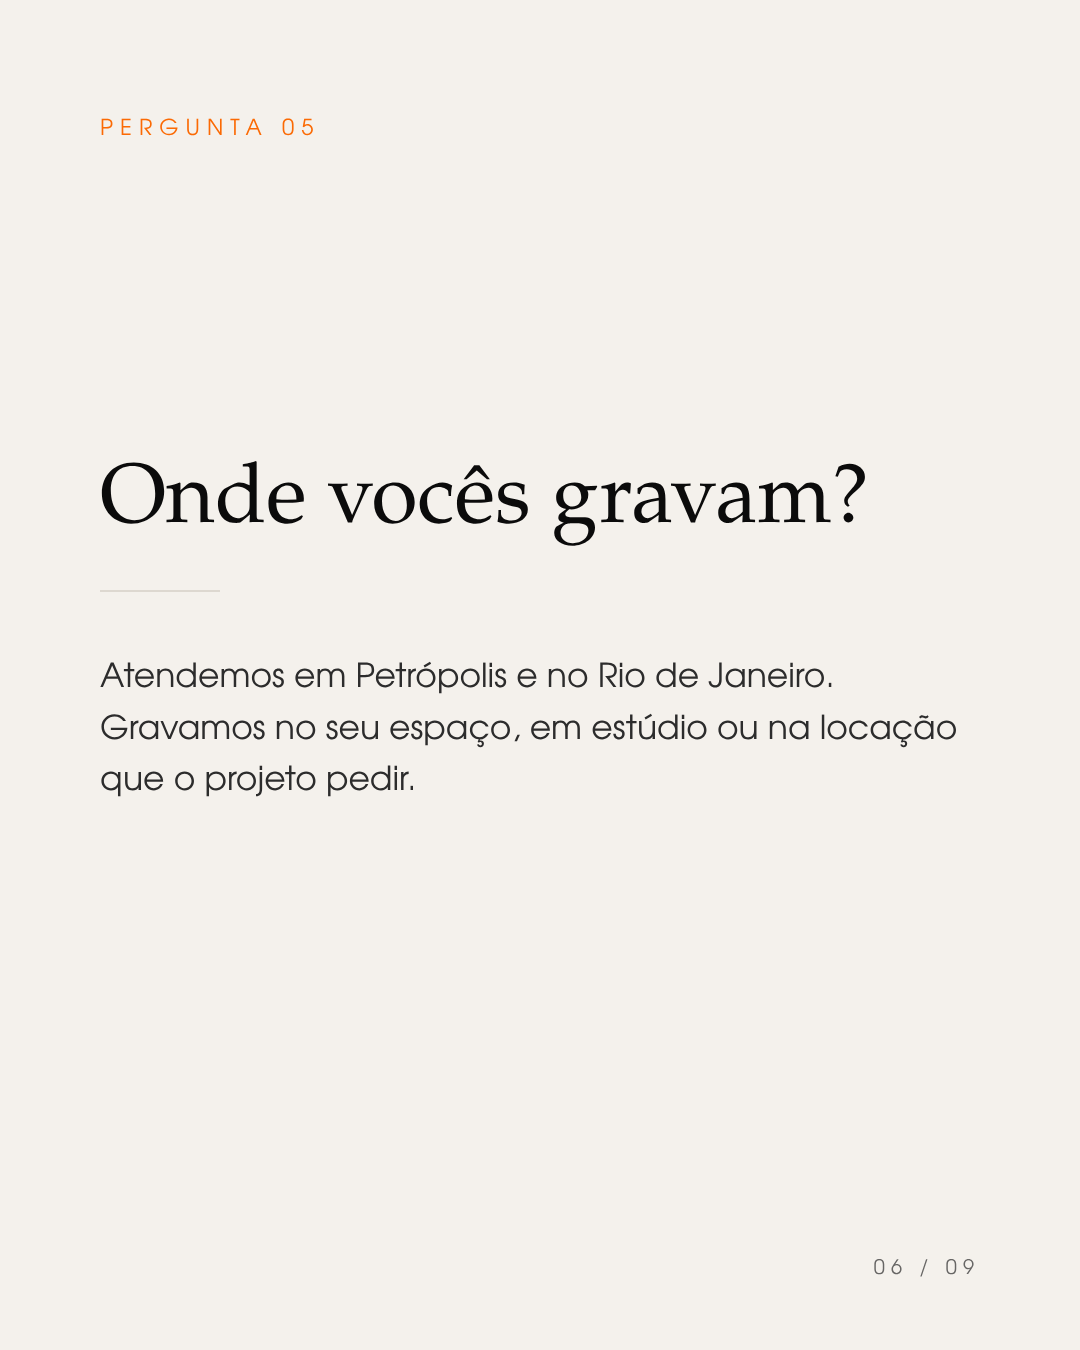 PERGUNTA 05
Onde vocês gravam?
Atendemos em Petrópolis e no Rio de Janeiro.
Gravamos no seu espaço, em estúdio ou na locação
que o projeto pedir.
06 / 09